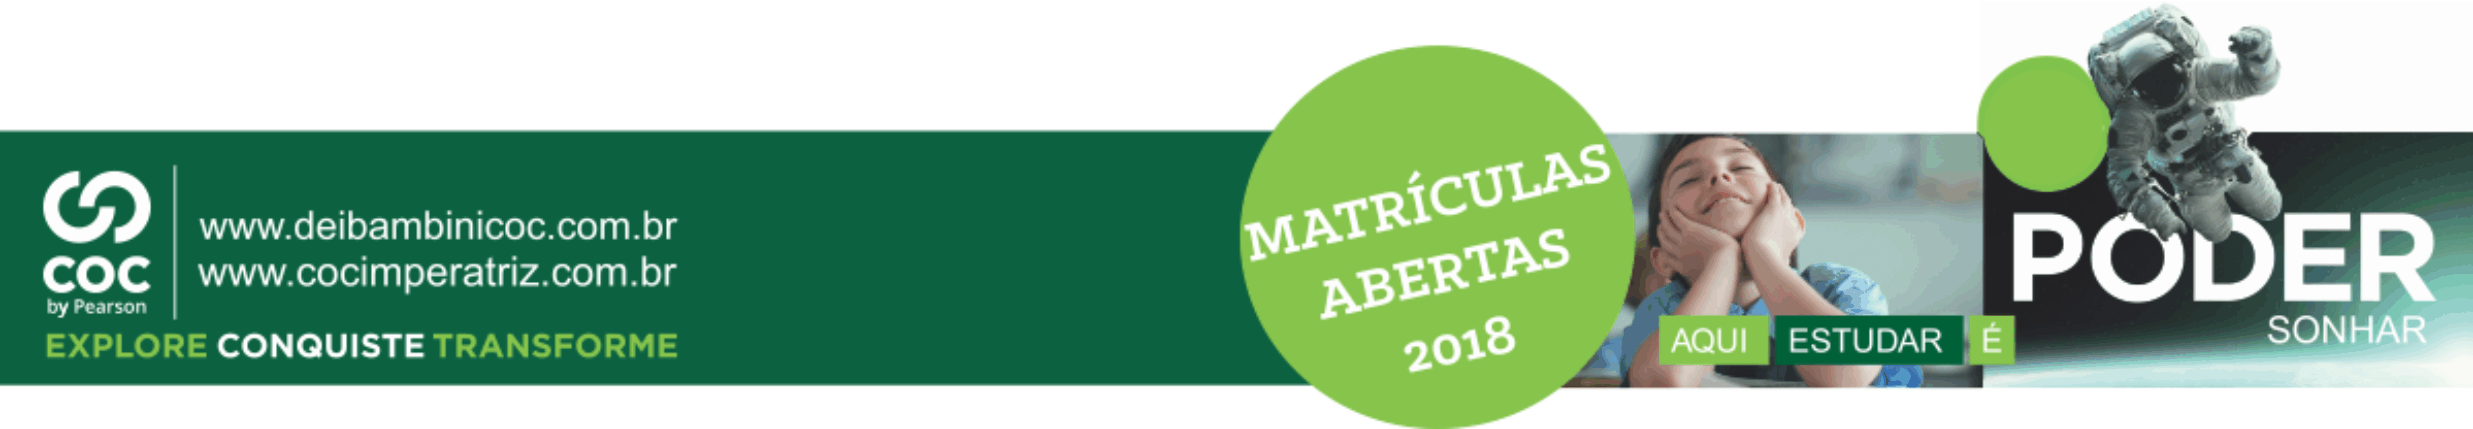 coc
by Pearson
www.deibambinicoc.com.br
www.cocimperatriz.com.br
EXPLORE CONQUISTE TRANSFORME
MATRÍCULAS
ABERTAS
2018
AQUI ESTUDAR É
PODER
SONHAR